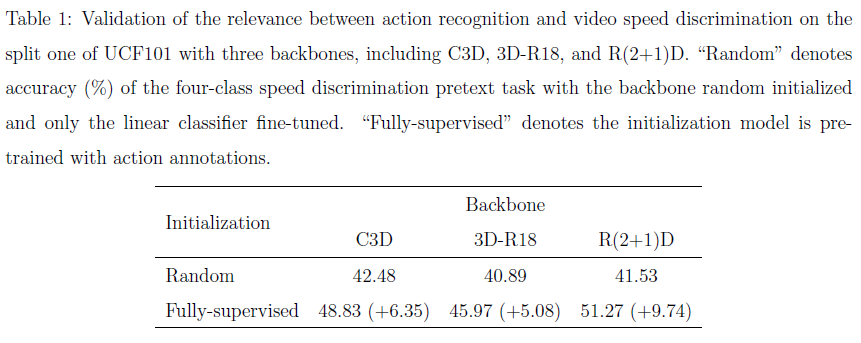 Table 1: Validation of the relevance between action recognition and video speed discrimination on the
split one of UCF101 with three backbones, including C3D, 3D-R18, and R(2+1)D. “Random” denotes
accuracy (%) of the four-class speed discrimination pretext task with the backbone random initialized
and only the linear classifier fine-tuned. “Fully-supervised” denotes the initialization model is pre-
trained with action annotations.
Initialization Backbone
C3D 3D-R18 R(2+1)D
Random 42.48 40.89 41.53
Fully-supervised 48.83 (+6.35) 45.97 (+5.08) 51.27 (+9.74)